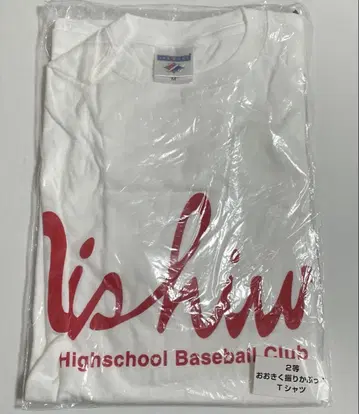 Nishiu
Highschool Baseball Club
2等
おおきく振りかぶって
Tシャツ